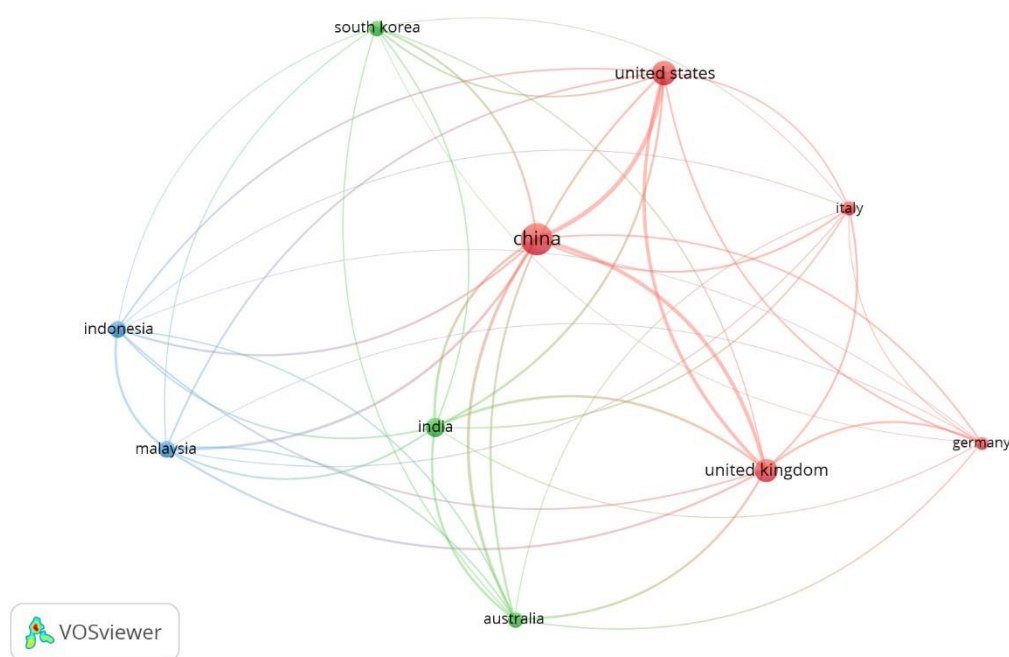 south korea
united states
italy
china
indonesia
india
malaysia
germany
united kingdom
australia
VOSviewer